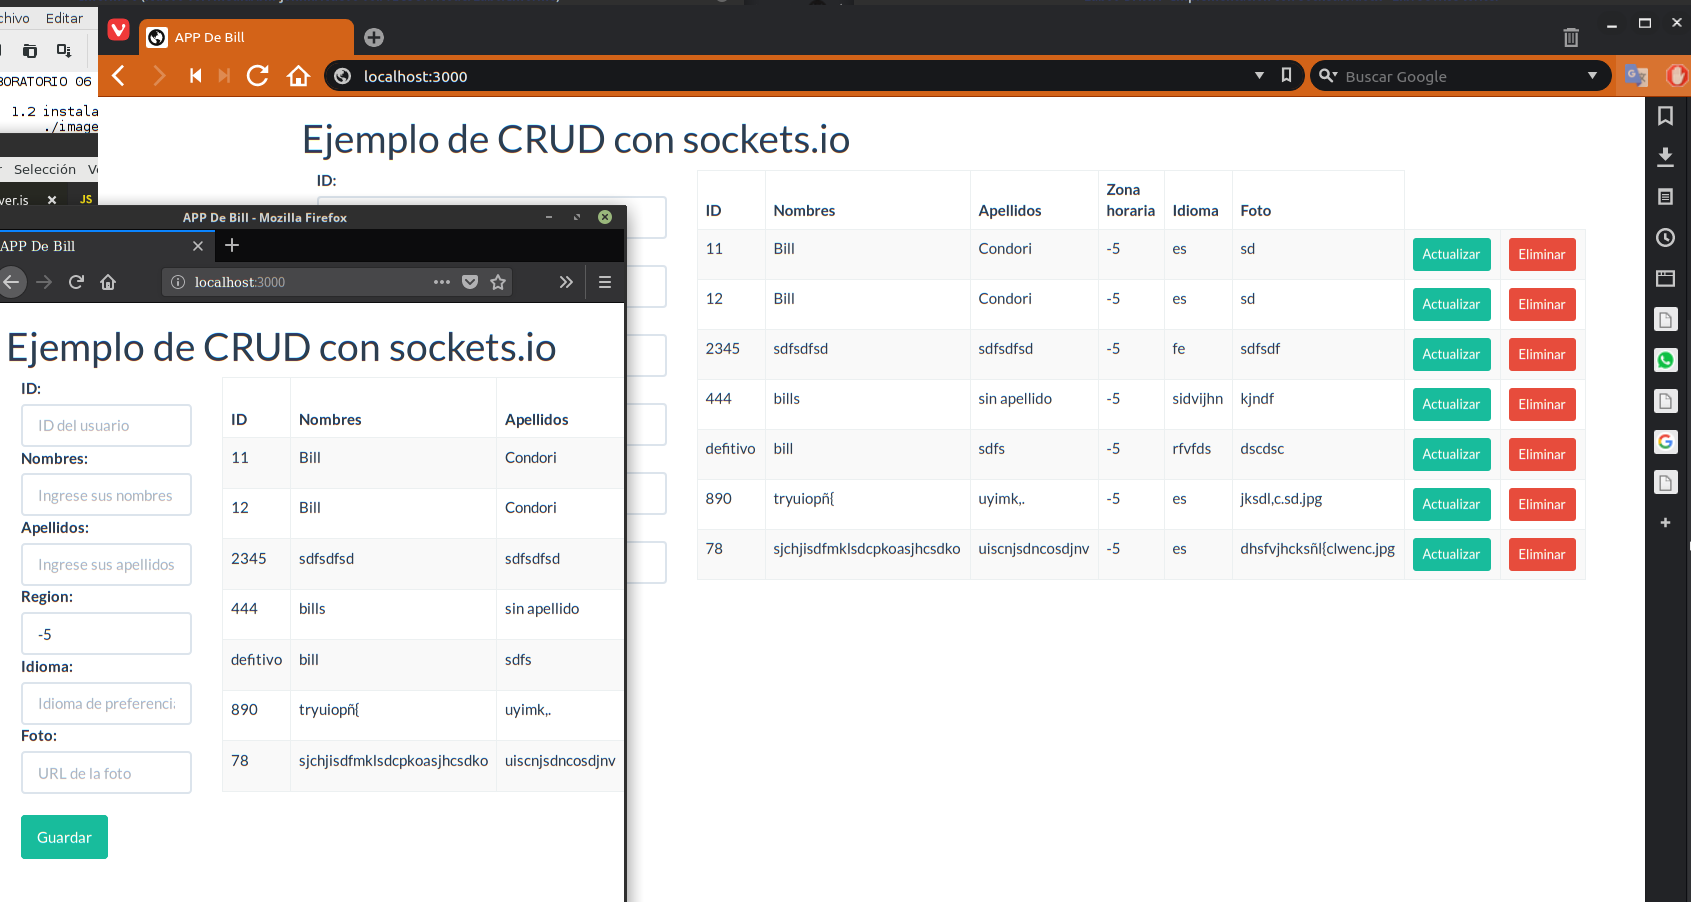 chivo Editar
BORATORIO 06
1.2 instala
./image
Selección
ver.js JS
APP De Bill
localhost:3000
Buscar Google
Ejemplo de CRUD con sockets.io
ID:
ID Nombres Apellidos Zona horaria Idioma Foto
11 Bill Condori -5 es sd Actualizar Eliminar
12 Bill Condori -5 es sd Actualizar Eliminar
2345 sdfsdfsd sdfsdfsd -5 fe sdfsdf Actualizar Eliminar
444 bills sin apellido -5 sidvijhn kjndf Actualizar Eliminar
defitivo bill sdfs -5 rfvfds dscdsc Actualizar Eliminar
890 tryuiopñ{ uyimk,. -5 es jksdl,c.sd.jpg Actualizar Eliminar
78 sjchjisdfmklsdcpkoasjhcsdko uiscnjsdncosdjnv -5 es dhsfvjhcksñl{clwenc.jpg Actualizar Eliminar
APP De Bill - Mozilla Firefox
APP De Bill
localhost:3000
Ejemplo de CRUD con sockets.io
ID:
ID del usuario
Nombres:
Ingrese sus nombres
Apellidos:
Ingrese sus apellidos
Region:
-5
Idioma:
Idioma de preferencia
Foto:
URL de la foto
Guardar
ID Nombres Apellidos
11 Bill Condori
12 Bill Condori
2345 sdfsdfsd sdfsdfsd
444 bills sin apellido
defitivo bill sdfs
890 tryuiopñ{ uyimk,.
78 sjchjisdfmklsdcpkoasjhcsdko uiscnjsdncosdjnv